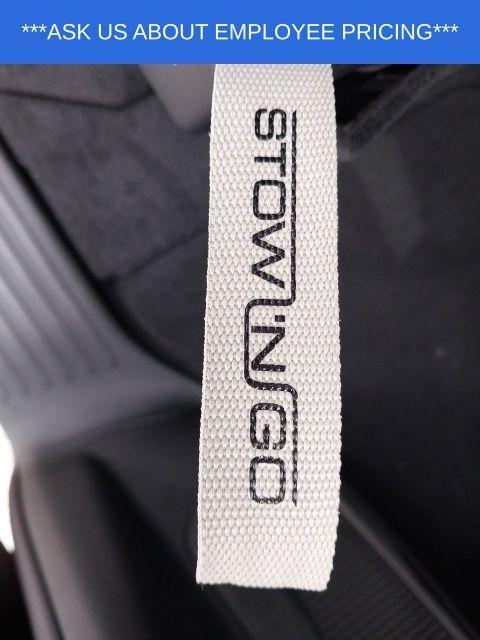 ***ASK US ABOUT EMPLOYEE PRICING***
STOW 'N GO